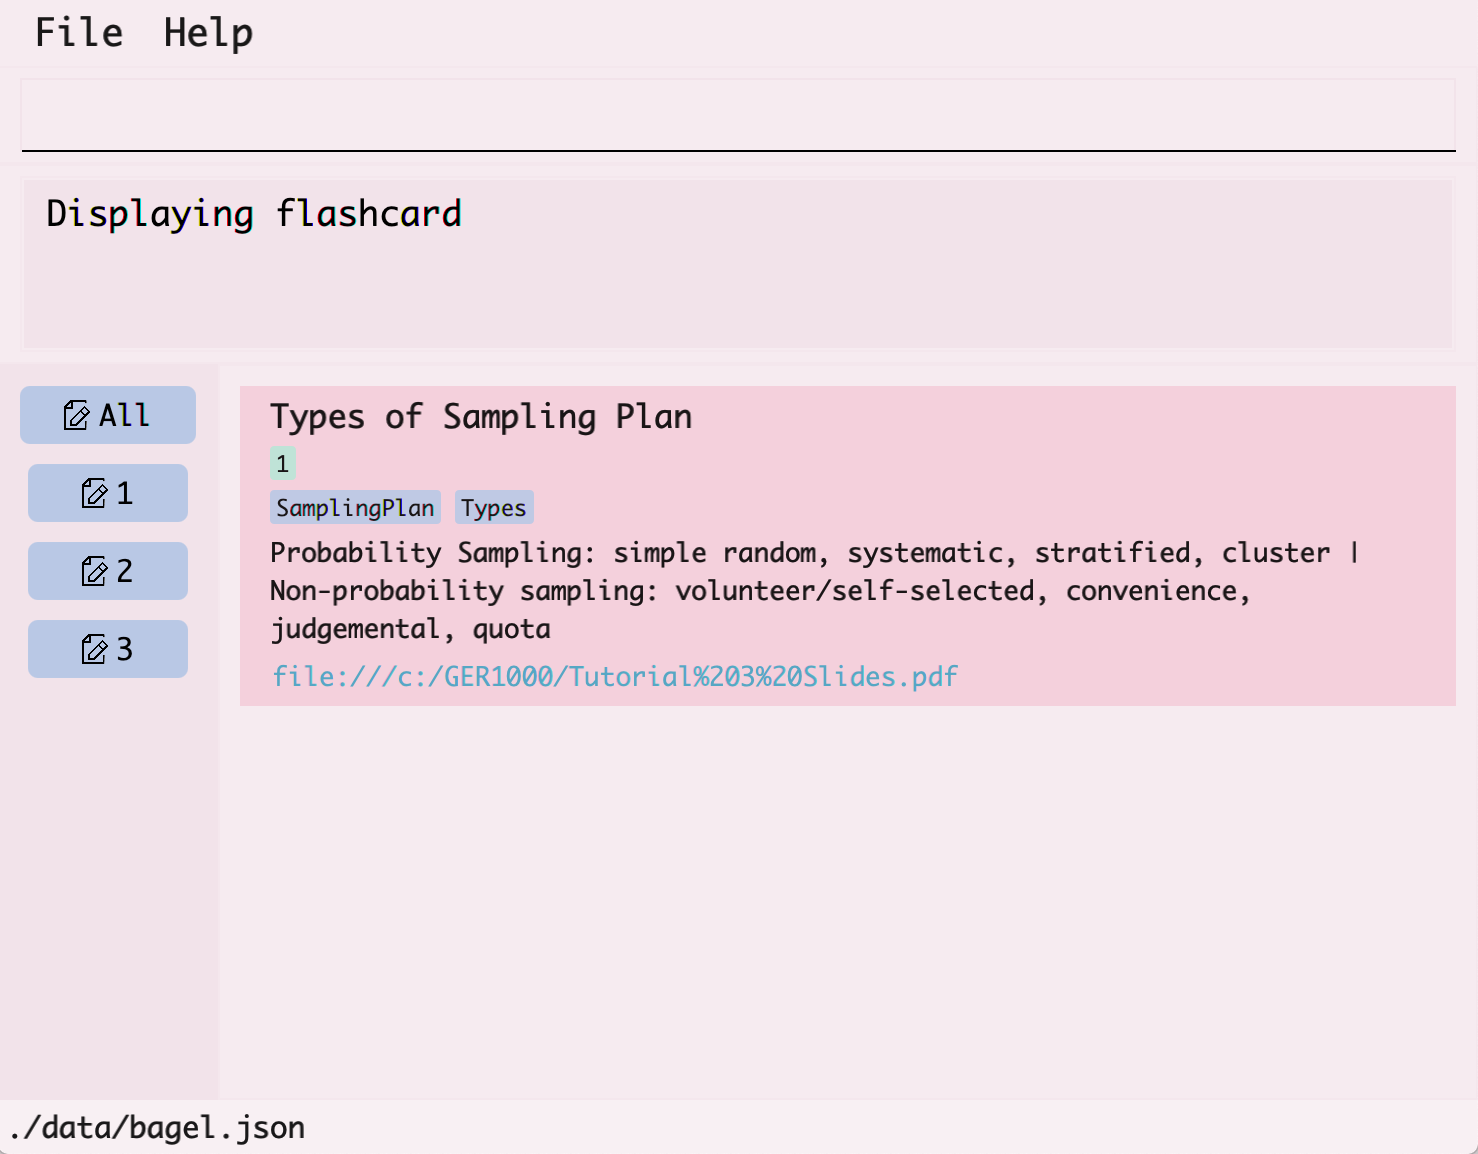 File Help
Displaying flashcard
All
1
2
3
Types of Sampling Plan
1
SamplingPlan Types
Probability Sampling: simple random, systematic, stratified, cluster |
Non-probability sampling: volunteer/self-selected, convenience,
judgemental, quota
file:///c:/GER1000/Tutorial%203%20Slides.pdf
./data/bagel.json